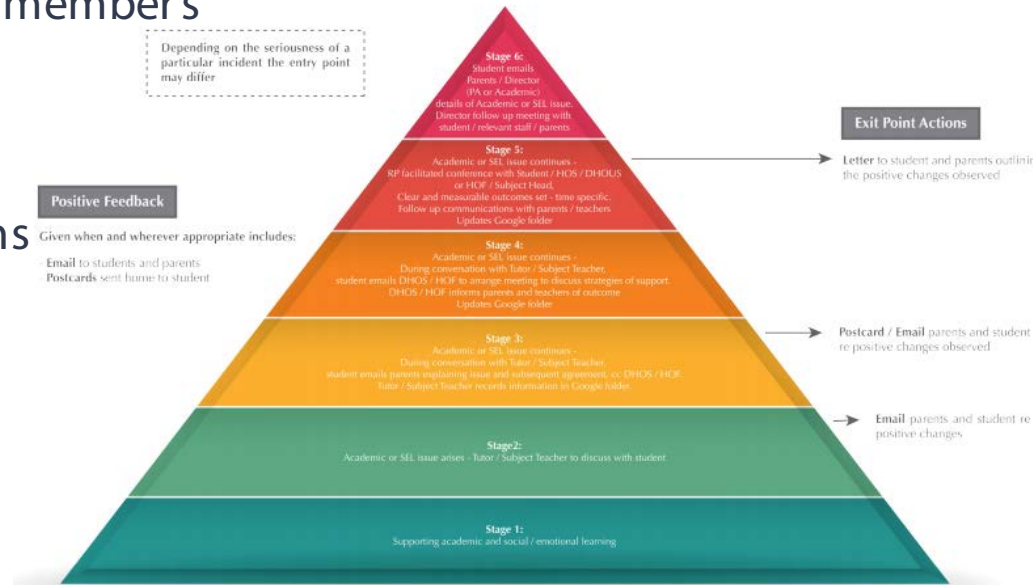 members
Depending on the seriousness of a
particular incident the entry point
may differ
Stage 6:
Student emails
Parents / Director
(PA or Academic)
details of Academic or SEL issue.
Director follow up meeting with
student / relevant staff / parents
Exit Point Actions
Stage 5:
Academic or SEL issue continues -
RP facilitated conference with Student / HOS / DHOUS
or HOF / Subject Head,
Clear and measurable outcomes set - time specific.
Follow up communications with parents / teachers
Updates Google folder
Letter to student and parents outlinin
the positive changes observed
Positive Feedback
ns
Given when and wherever appropriate includes:
- Email to students and parents
- Postcards sent home to student
Stage 4:
Academic or SEL issue continues -
During conversation with Tutor / Subject Teacher,
student emails DHOS / HOF to arrange meeting to discuss strategies of support.
DHOS / HOF informs parents and teachers of outcome
Updates Google folder
Stage 3:
Academic or SEL issue continues -
During conversation with Tutor / Subject Teacher,
student emails parents explaining issue and subsequent agreement, cc DHOS / HOF.
Tutor / Subject Teacher records information in Google folder.
Postcard / Email parents and student
re positive changes observed
Email parents and student re
positive changes
Stage2:
Academic or SEL issue arises - Tutor / Subject Teacher to discuss with student
Stage 1:
Supporting academic and social / emotional learning